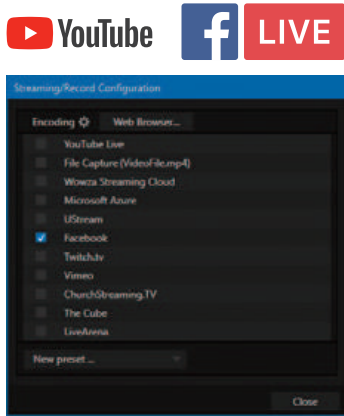 YouTube
f LIVE
Streaming/Record Configuration
Encoding Web Browser...
YouTube Live
File Capture (VideoFile.mp4)
Wowza Streaming Cloud
Microsoft Azure
UStream
Facebook
Twitch.tv
Vimeo
ChurchStreaming.TV
The Cube
LiveArena
New preset ...
Close